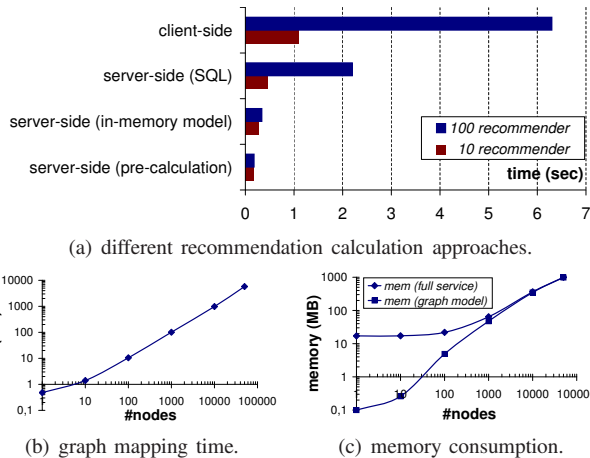 client-side
server-side (SQL)
server-side (in-memory model)
server-side (pre-calculation)
100 recommender
10 recommender
time (sec)
0 1 2 3 4 5 6 7
(a) different recommendation calculation approaches.
10000
1000
100
10
1
0,1
10 100 1000 10000 100000
#nodes
(b) graph mapping time.
memory (MB)
1000
100
10
1
0,1
mem (full service)
mem (graph model)
1 10 100 1000 10000 100000
#nodes
(c) memory consumption.